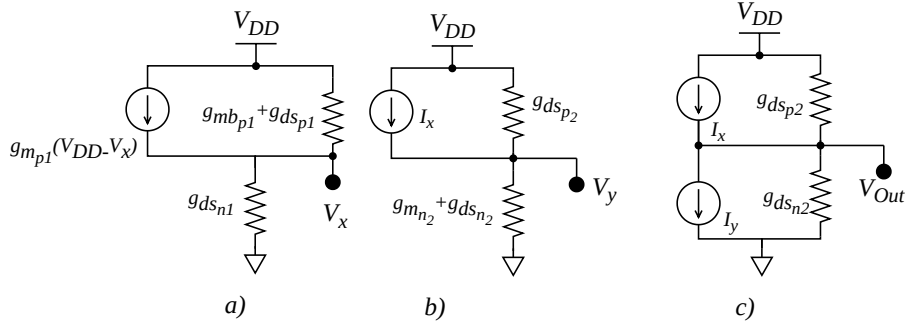 V_DD
g_mp1(V_DD-V_x)
g_mbp1+g_dsp1
g_dsn1
V_x
a)
V_DD
I_x
g_dsp2
g_mn2+g_dsn2
V_y
b)
V_DD
I_x
g_dsp2
I_y
g_dsn2
V_Out
c)